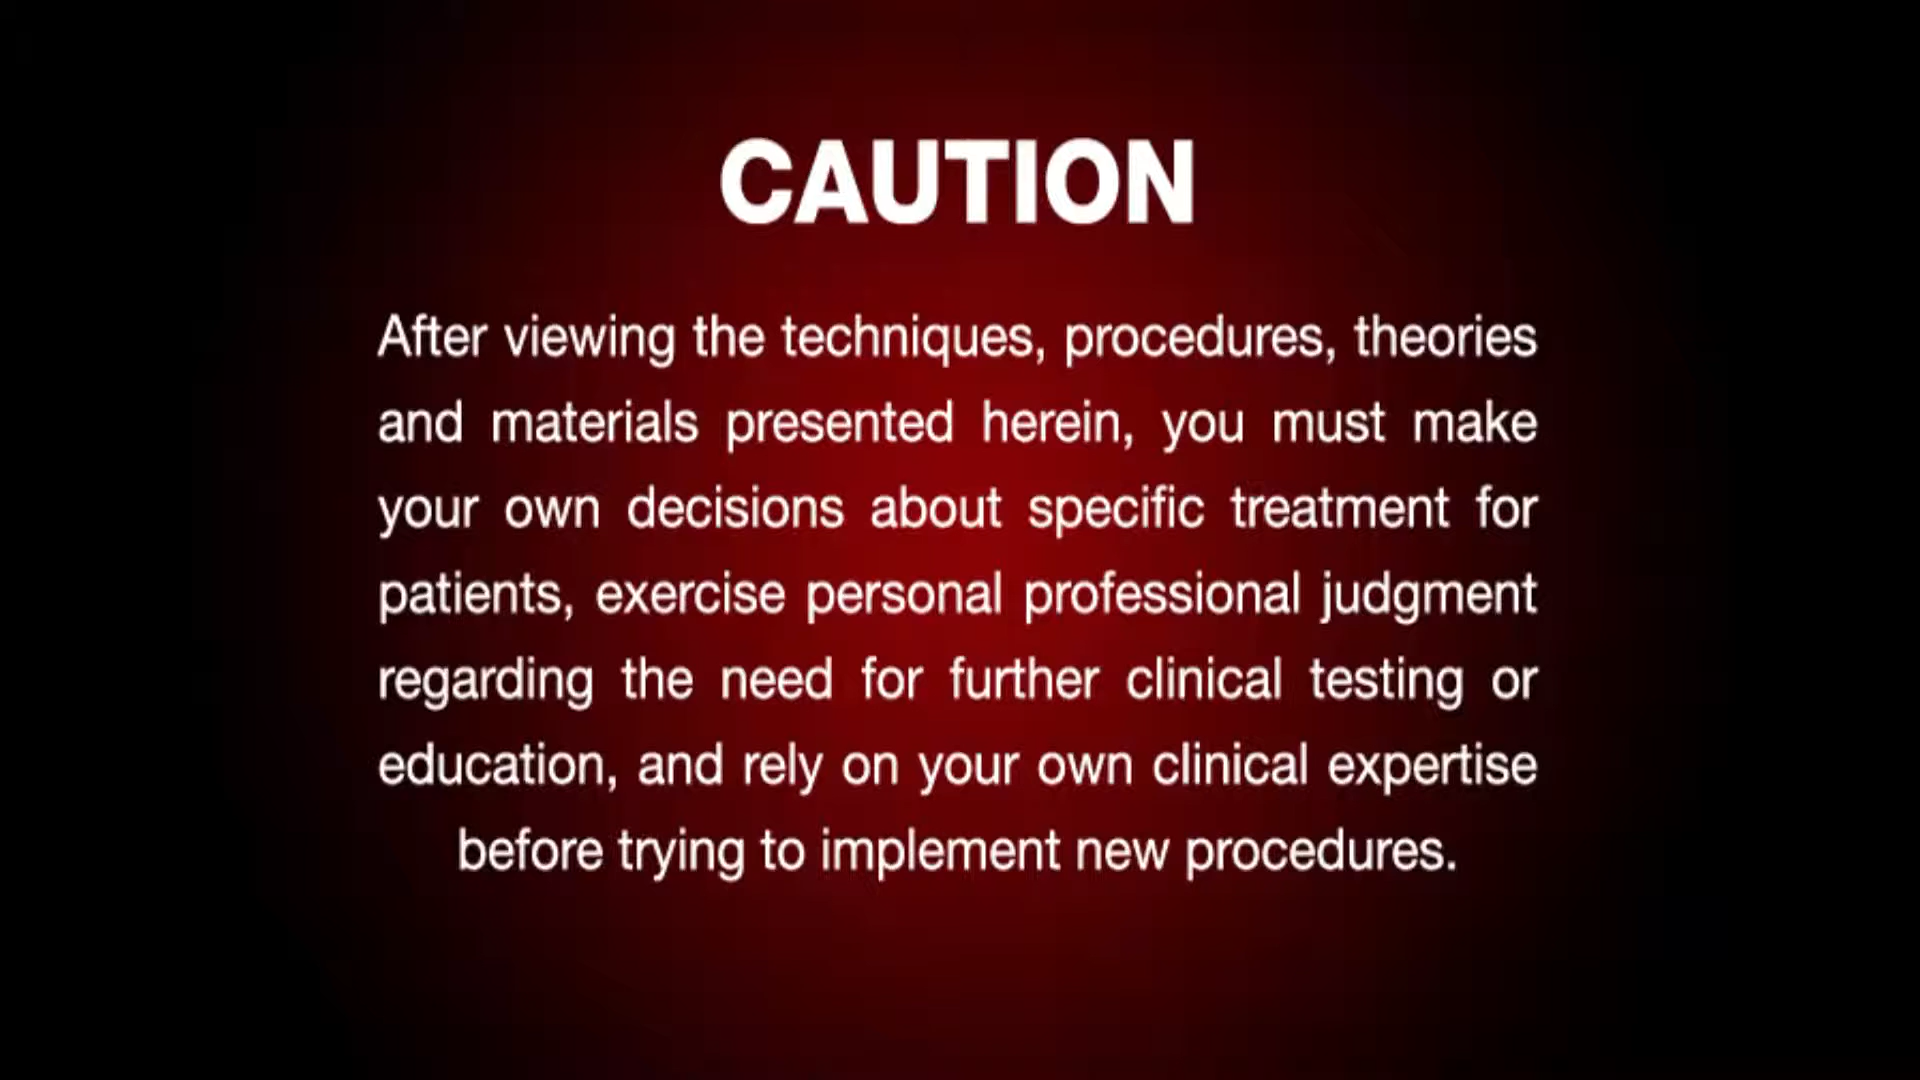 CAUTION
After viewing the techniques, procedures, theories
and materials presented herein, you must make
your own decisions about specific treatment for
patients, exercise personal professional judgment
regarding the need for further clinical testing or
education, and rely on your own clinical expertise
before trying to implement new procedures.